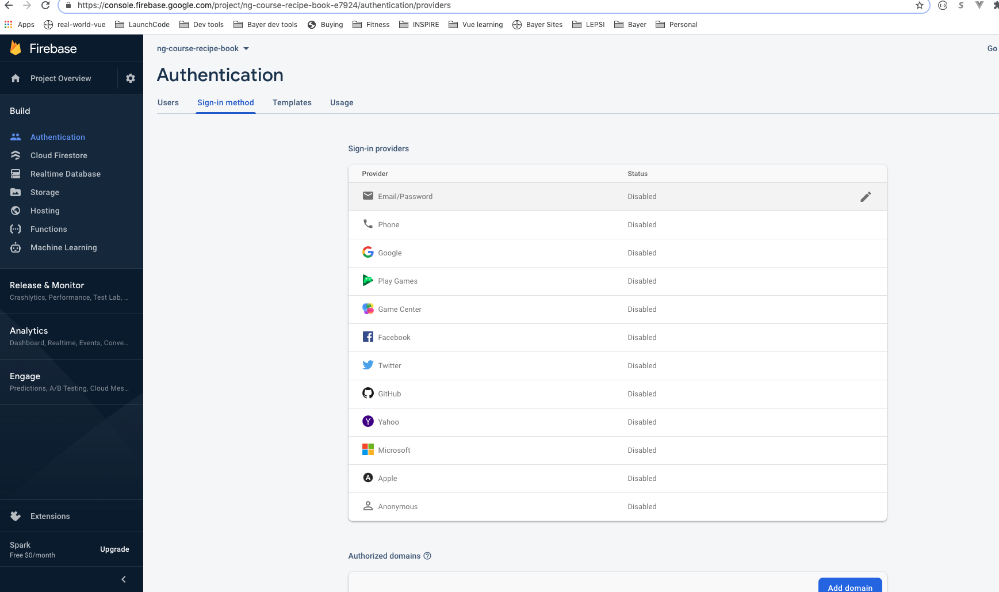 https://console.firebase.google.com/project/ng-course-recipe-book-e7924/authentication/providers
Apps real-world-vue LaunchCode Dev tools Bayer dev tools Buying Fitness INSPIRE Vue learning Bayer Sites LEPSI Bayer Personal
Firebase
Project Overview
Build
Authentication
Cloud Firestore
Realtime Database
Storage
Hosting
Functions
Machine Learning
Release & Monitor
Crashlytics, Performance, Test Lab, ...
Analytics
Dashboard, Realtime, Events, Conve...
Engage
Predictions, A/B Testing, Cloud Mes...
Extensions
Spark
Free $0/month
Upgrade
ng-course-recipe-book
Go
Authentication
Users Sign-in method Templates Usage
Sign-in providers
Provider Status
Email/Password Disabled
Phone Disabled
Google Disabled
Play Games Disabled
Game Center Disabled
Facebook Disabled
Twitter Disabled
GitHub Disabled
Yahoo Disabled
Microsoft Disabled
Apple Disabled
Anonymous Disabled
Authorized domains
Add domain